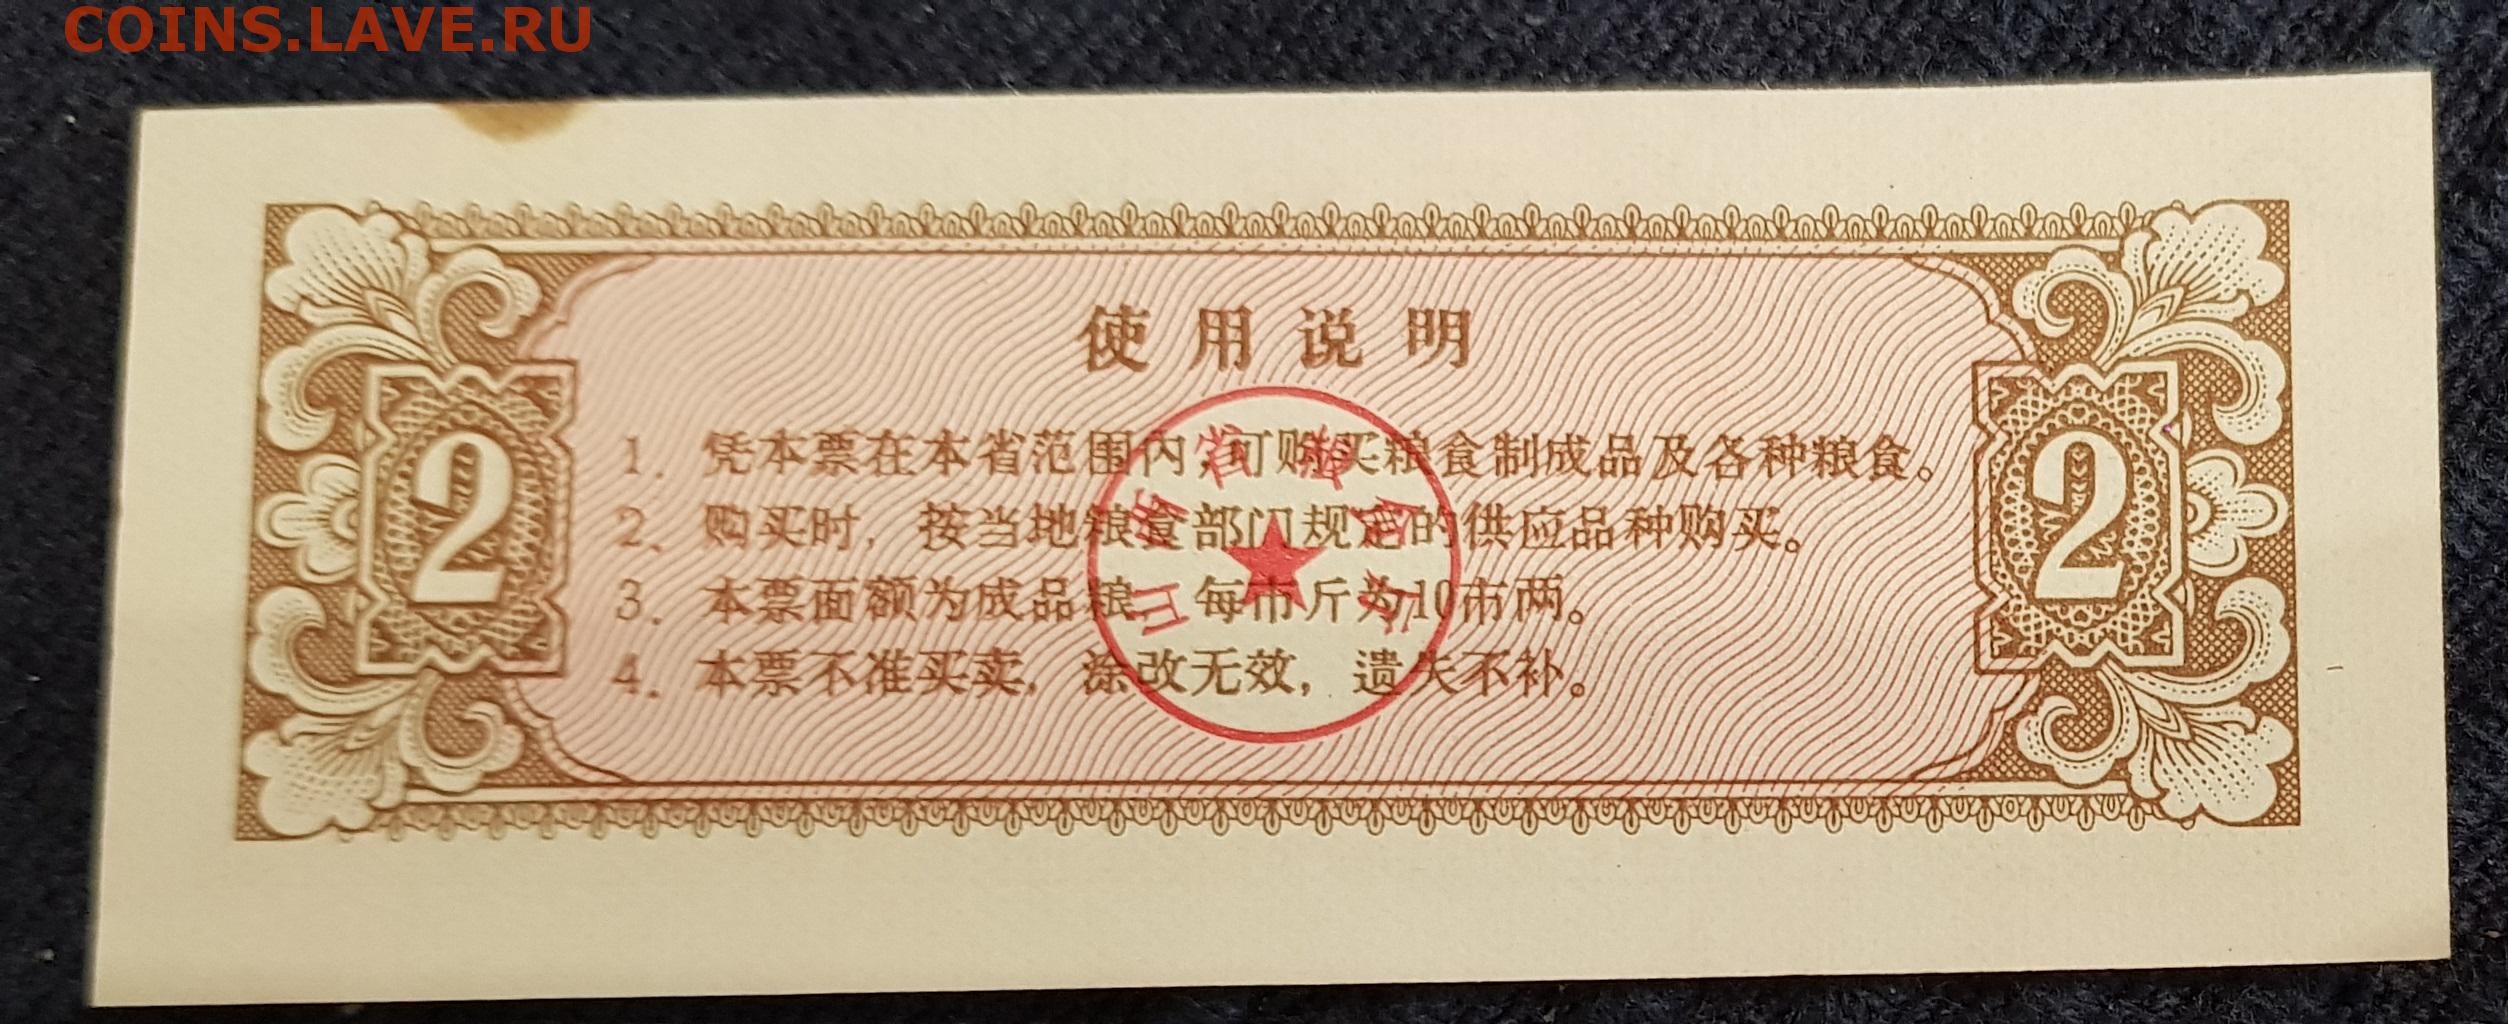 COINS.LAVE.RU
使用说明
1. 凭本票在本省范围内,可购买粮食制成品及各种粮食。
2. 购买时，按当地粮食部门规定的供应品种购买。
3. 本票面额为成品粮。每市斤为10市两。
4. 本票不准买卖，涂改无效，遗失不补。
2
2